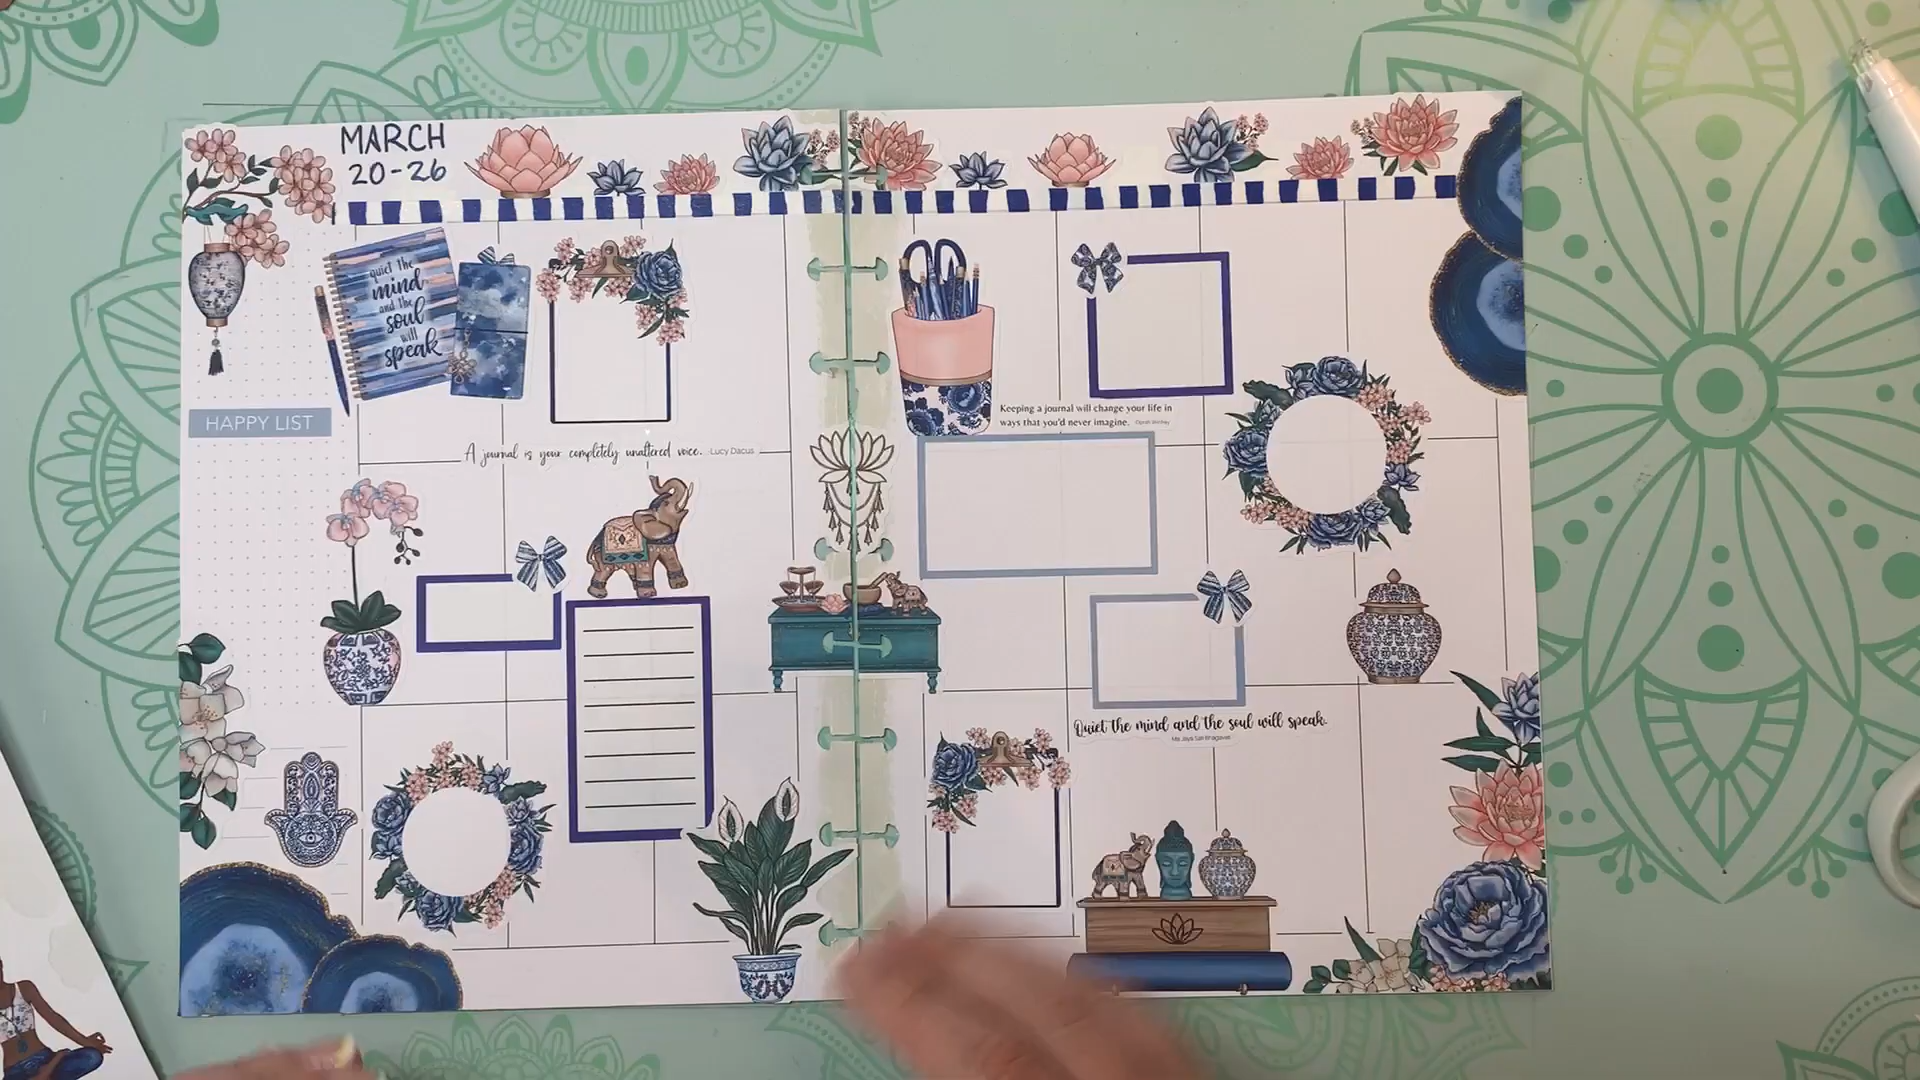 MARCH
20-26
quiet the
mind
and the
soul
will
speak
HAPPY LIST
A journal is your completely unaltered voice. -Lucy Dacus
Keeping a journal will change your life in
ways that you'd never imagine. -Oprah Winfrey
Quiet the mind and the soul will speak.